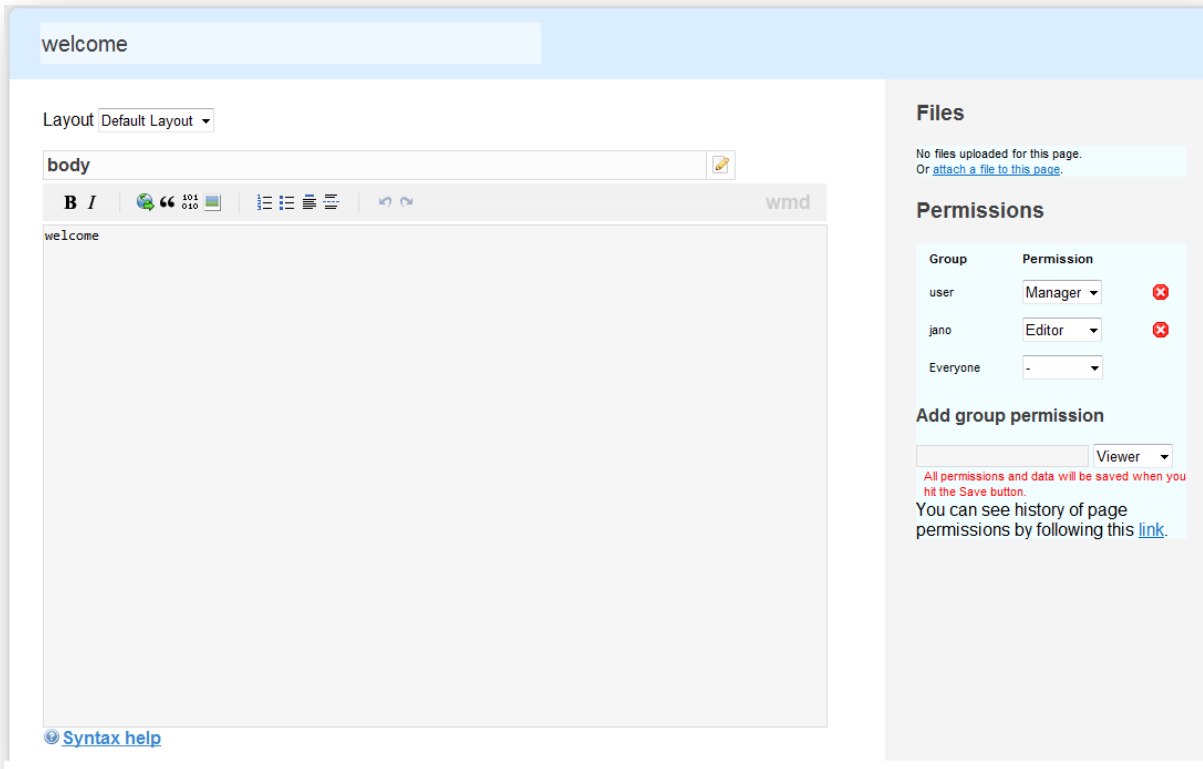 welcome
Layout Default Layout
body
B I 101 010 wmd
welcome
Syntax help
Files
No files uploaded for this page.
Or attach a file to this page.
Permissions
Group Permission
user Manager
jano Editor
Everyone -
Add group permission
Viewer
All permissions and data will be saved when you
hit the Save button.
You can see history of page
permissions by following this link.